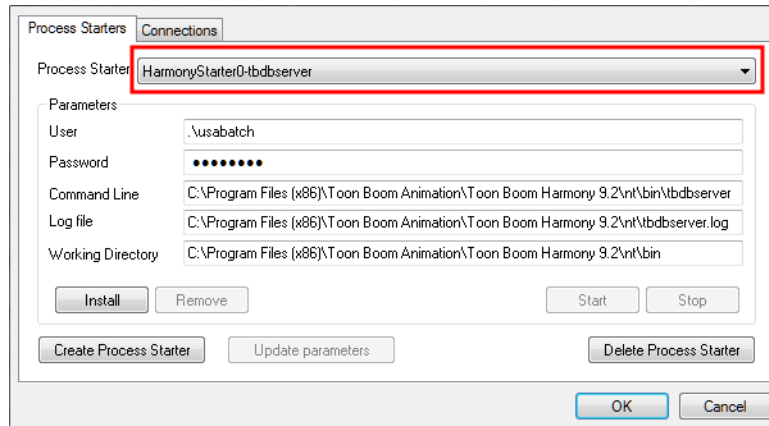 Process Starters Connections
Process Starter HarmonyStarter0-tbdbserver
Parameters
User .\usabatch
Password ••••••••
Command Line C:\Program Files (x86)\Toon Boom Animation\Toon Boom Harmony 9.2\nt\bin\tbdbserver
Log file C:\Program Files (x86)\Toon Boom Animation\Toon Boom Harmony 9.2\nt\tbdbserver.log
Working Directory C:\Program Files (x86)\Toon Boom Animation\Toon Boom Harmony 9.2\nt\bin
Install Remove Start Stop
Create Process Starter Update parameters Delete Process Starter
OK Cancel